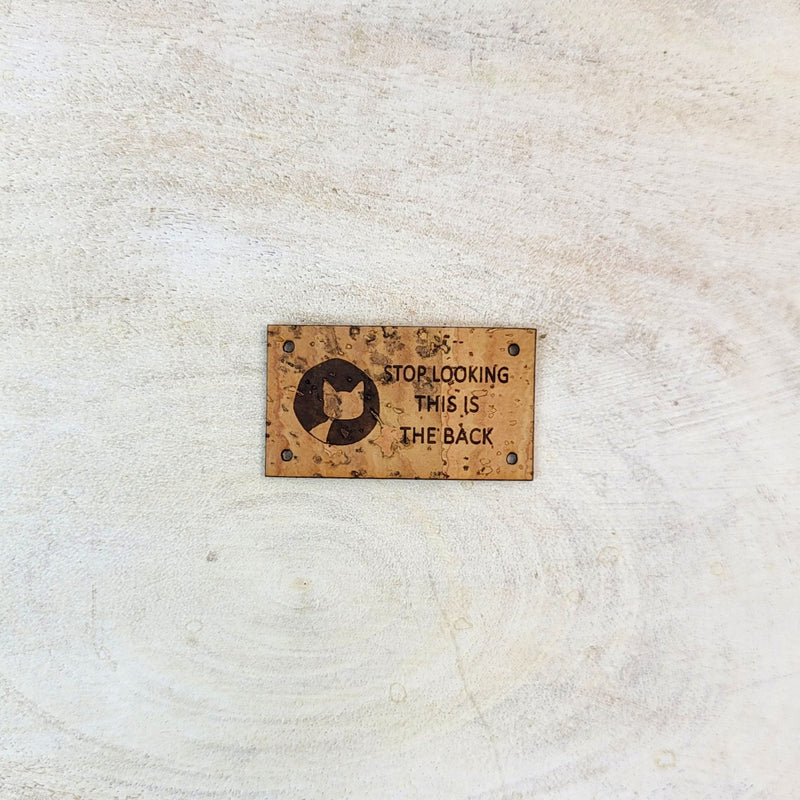 STOP LOOKING
THIS IS
THE BACK